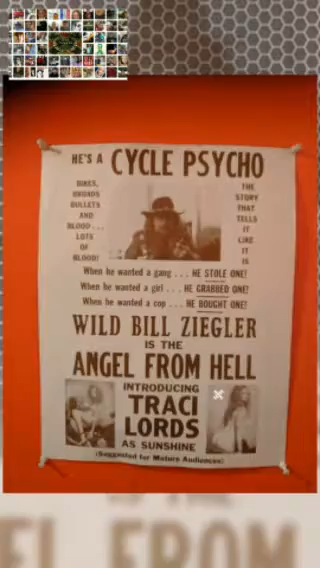 HE'S A CYCLE PSYCHO
BIKES,
BROADS
BULLETS
AND
BLOOD...
LOTS
OF
BLOOD!
THE
STORY
THAT
TELLS
IT
LIKE
IT
IS
When he wanted a gang . . . HE STOLE ONE!
When he wanted a girl . . . HE GRABBED ONE!
When he wanted a cop . . . HE BOUGHT ONE!
WILD BILL ZIEGLER
IS THE
ANGEL FROM HELL
INTRODUCING
TRACI
LORDS
AS SUNSHINE
(Suggested for Mature Audiences)
EL FROM